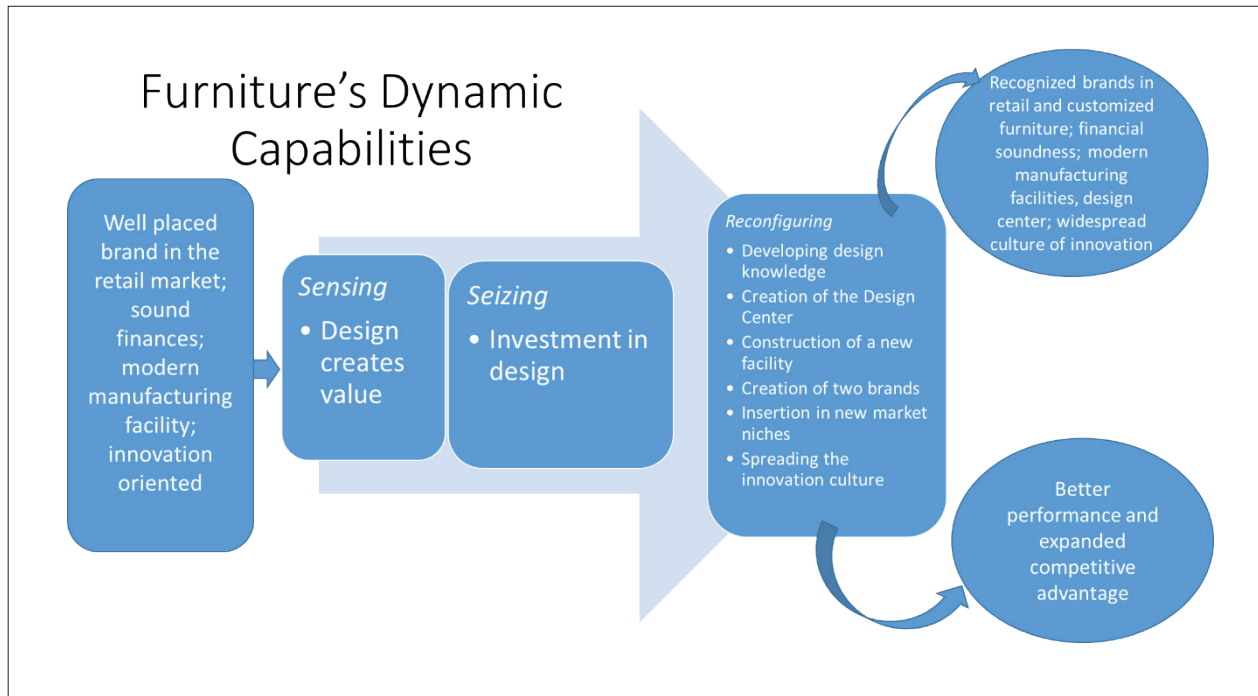 Furniture's Dynamic
Capabilities
Well placed
brand in the
retail market;
sound
finances;
modern
manufacturing
facility;
innovation
oriented
Sensing
• Design
creates
value
Seizing
• Investment in
design
Reconfiguring
• Developing design
knowledge
• Creation of the Design
Center
• Construction of a new
facility
• Creation of two brands
• Insertion in new market
niches
• Spreading the
innovation culture
Recognized brands in
retail and customized
furniture; financial
soundness; modern
manufacturing
facilities, design
center; widespread
culture of innovation
Better
performance and
expanded
competitive
advantage